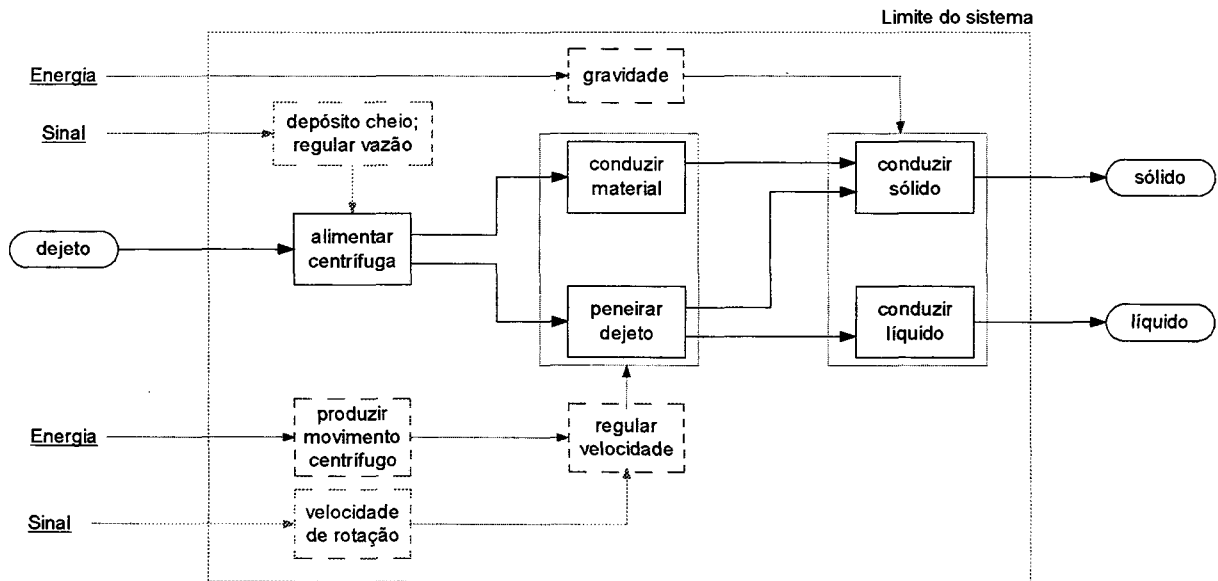 Limite do sistema
Energia
gravidade
Sinal
depósito cheio;
regular vazão
conduzir
material
conduzir
sólido
sólido
dejeto
alimentar
centrífuga
peneirar
dejeto
conduzir
líquido
líquido
Energia
produzir
movimento
centrífugo
regular
velocidade
Sinal
velocidade
de rotação